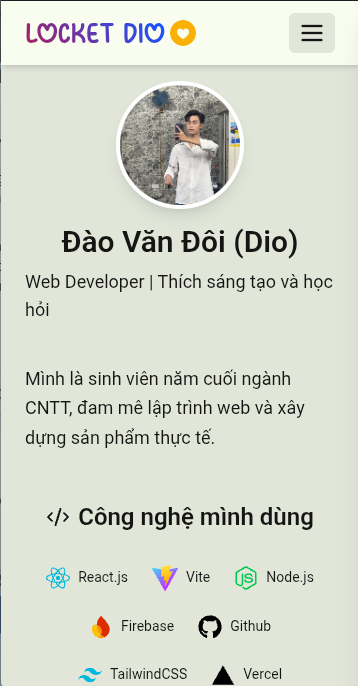 LOCKET DIO
Đào Văn Đôi (Dio)
Web Developer | Thích sáng tạo và học
hỏi
Mình là sinh viên năm cuối ngành
CNTT, đam mê lập trình web và xây
dựng sản phẩm thực tế.
Công nghệ mình dùng
React.js Vite Node.js
Firebase Github
TailwindCSS Vercel